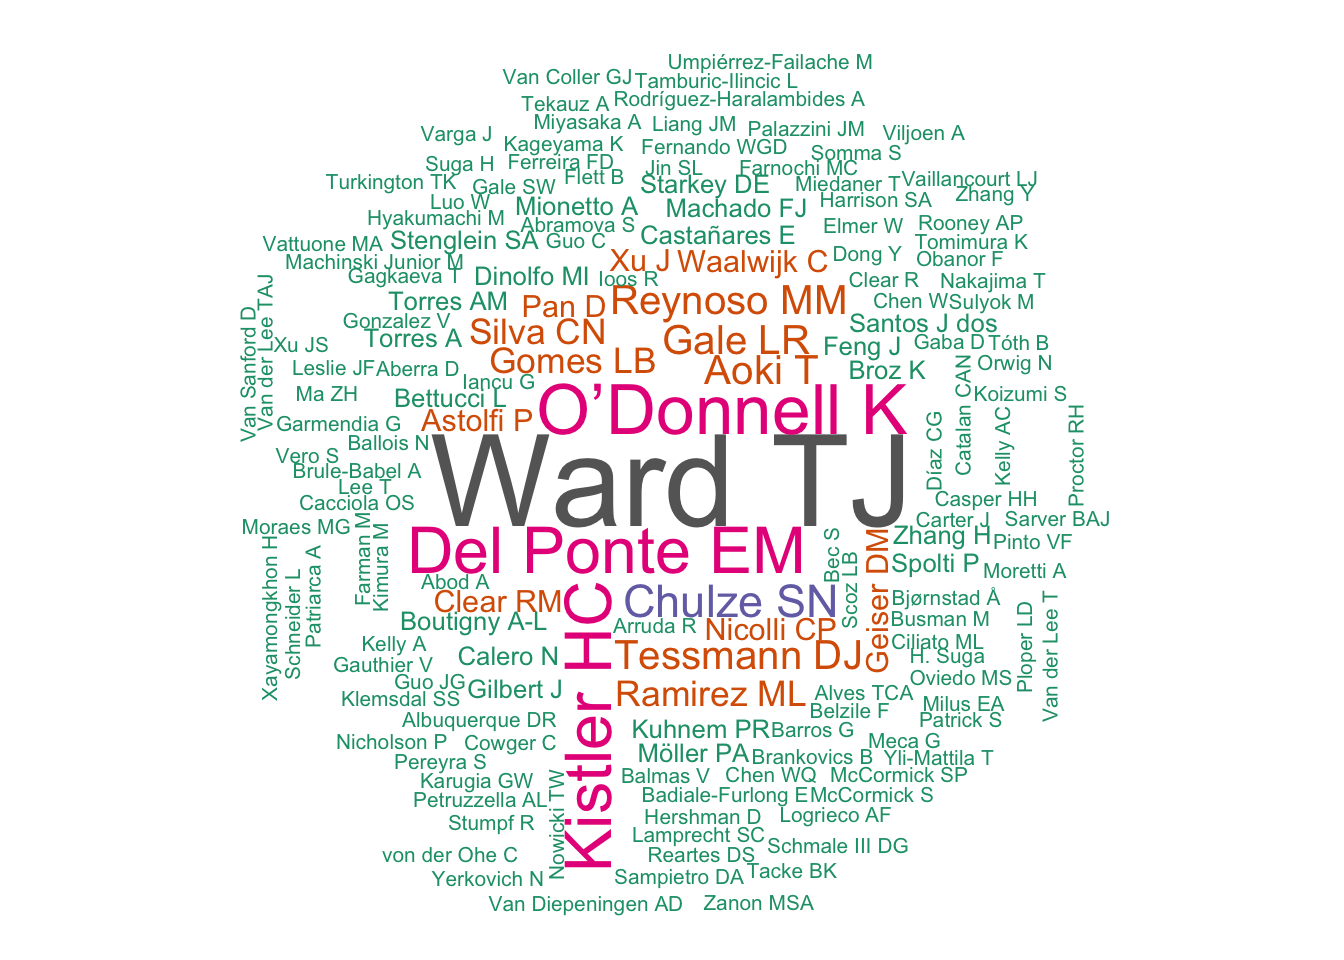 Umpiérrez-Failache M
Van Coller GJ
Tamburic-Ilincic L
Tekauz A
Rodríguez-Haralambides A
Miyasaka A
Liang JM
Palazzini JM
Viljoen A
Varga J
Kageyama K
Fernando WGD
Somma S
Suga H
Ferreira FD
Jin SL
Farnochi MC
Turkington TK
Gale SW
Flett B
Starkey DE
Miedaner T
Vaillancourt LJ
Luo W
Mionetto A
Machado FJ
Harrison SA
Zhang Y
Hyakumachi M
Abramova S
Elmer W
Rooney AP
Vattuone MA
Stenglein SA
Guo C
Castañares E
Tomimura K
Machinski Junior M
Xu J
Waalwijk C
Dong Y
Obanor F
Gagkaeva T
Dinolfo MI
Ioos R
Clear R
Nakajima T
Torres AM
Pan D
Reynoso MM
Chen W
Sulyok M
Gonzalez V
Silva CN
Gale LR
Santos J dos
Van Sanford D
Van der Lee TAJ
Xu JS
Torres A
Feng J
Gaba D
Tóth B
Leslie JF
Aberra D
Gomes LB
Aoki T
Broz K
Orwig N
Ma ZH
Iancu G
Bettucci L
Koizumi S
Garmendia G
Astolfi P
O’Donnell K
Díaz CG
Catalan CAN
Kelly AC
Proctor RH
Ballois N
Vero S
Brule-Babel A
Ward TJ
Lee T
Cacciola OS
Casper HH
Moraes MG
Carter J
Sarver BAJ
Xayamongkhon H
Schneider L
Patriarca A
Farman M
Kimura M
Del Ponte EM
Bec S
Scoz LB
Geiser DM
Zhang H
Pinto VF
Spolti P
Moretti A
Abod A
Clear RM
Kistler HC
Chulze SN
Bjørnstad Å
Ploper LD
Van der Lee T
Boutigny A-L
Arruda R
Nicolli CP
Busman M
Kelly A
Ciliato ML
Gauthier V
Calero N
Tessmann DJ
H. Suga
Guo JG
Gilbert J
Oviedo MS
Klemsdal SS
Ramirez ML
Alves TCA
Milus EA
Albuquerque DR
Belzile F
Patrick S
Nicholson P
Cowger C
Kuhnem PR
Barros G
Meca G
Pereyra S
Möller PA
Brankovics B
Yli-Mattila T
Karugia GW
Nowicki TW
Balmas V
Chen WQ
McCormick SP
Petruzzella AL
Badiale-Furlong E
McCormick S
Stumpf R
Hershman D
Logrieco AF
Lamprecht SC
von der Ohe C
Reartes DS
Schmale III DG
Yerkovich N
Sampietro DA
Tacke BK
Van Diepeningen AD
Zanon MSA